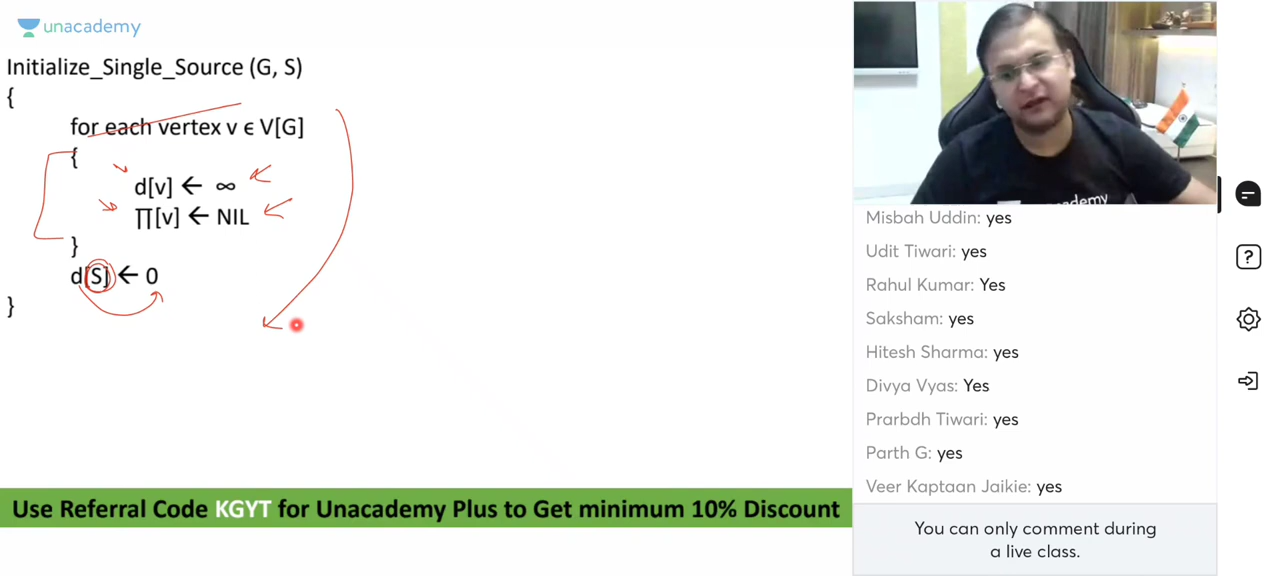 unacademy
Initialize_Single_Source (G, S)
{
for each vertex v ϵ V[G]
{
d[v] ← ∞
∏[v] ← NIL
}
d[S] ← 0
}
Use Referral Code KGYT for Unacademy Plus to Get minimum 10% Discount
Misbah Uddin: yes
Udit Tiwari: yes
Rahul Kumar: Yes
Saksham: yes
Hitesh Sharma: yes
Divya Vyas: Yes
Prarbdh Tiwari: yes
Parth G: yes
Veer Kaptaan Jaikie: yes
You can only comment during
a live class.
?